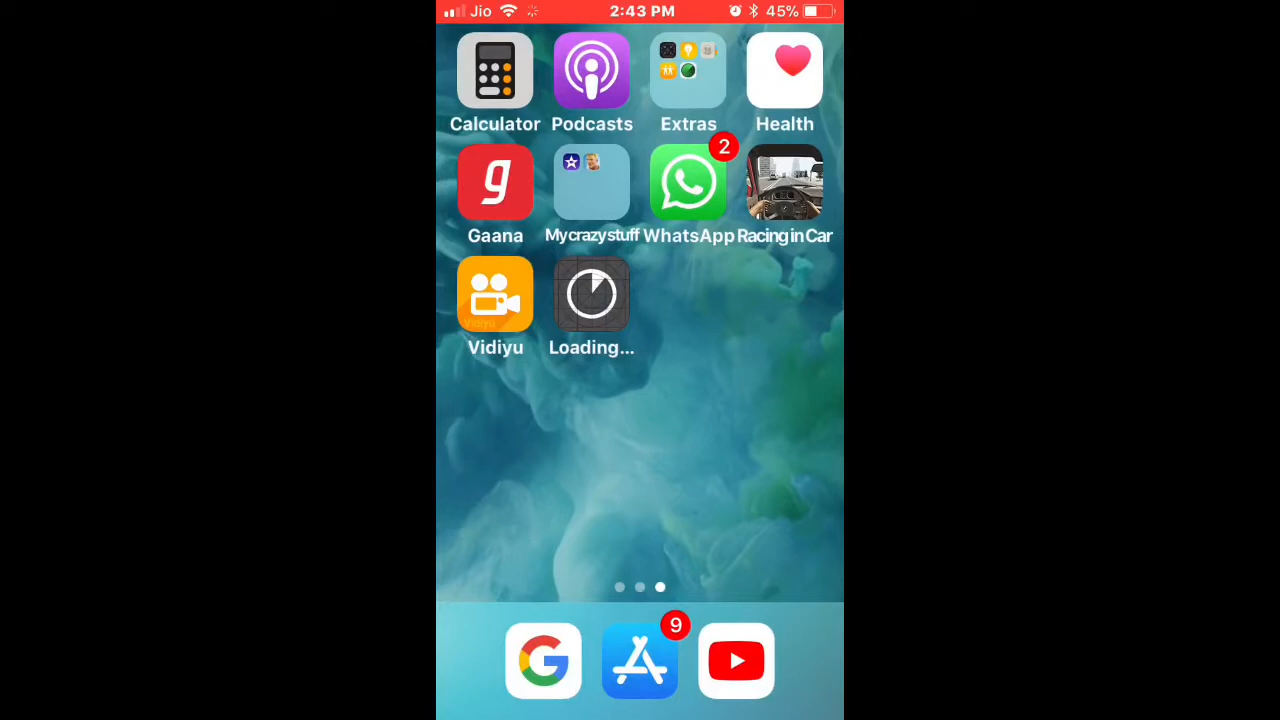 Jio 2:43 PM 45%
Calculator Podcasts Extras Health
2
g
Gaana Mycrazystuff WhatsApp Racing in Car
Vidiyu
Vidiyu Loading...
9
G